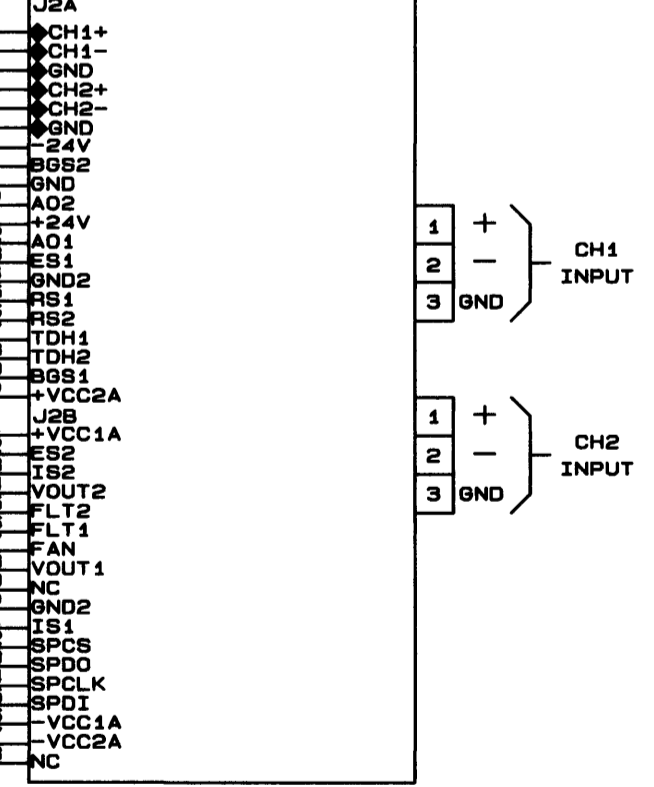 J2A
CH1+
CH1-
GND
CH2+
CH2-
GND
-24V
BGS2
GND
AO2
+24V
AO1
ES1
GND2
RS1
RS2
TDH1
TDH2
BGS1
+VCC2A
J2B
+VCC1A
ES2
IS2
VOUT2
FLT2
FLT1
FAN
VOUT1
NC
GND2
IS1
SPCS
SPDO
SPCLK
SPDI
-VCC1A
-VCC2A
NC
1 +
2 -
3 GND
CH1
INPUT
1 +
2 -
3 GND
CH2
INPUT